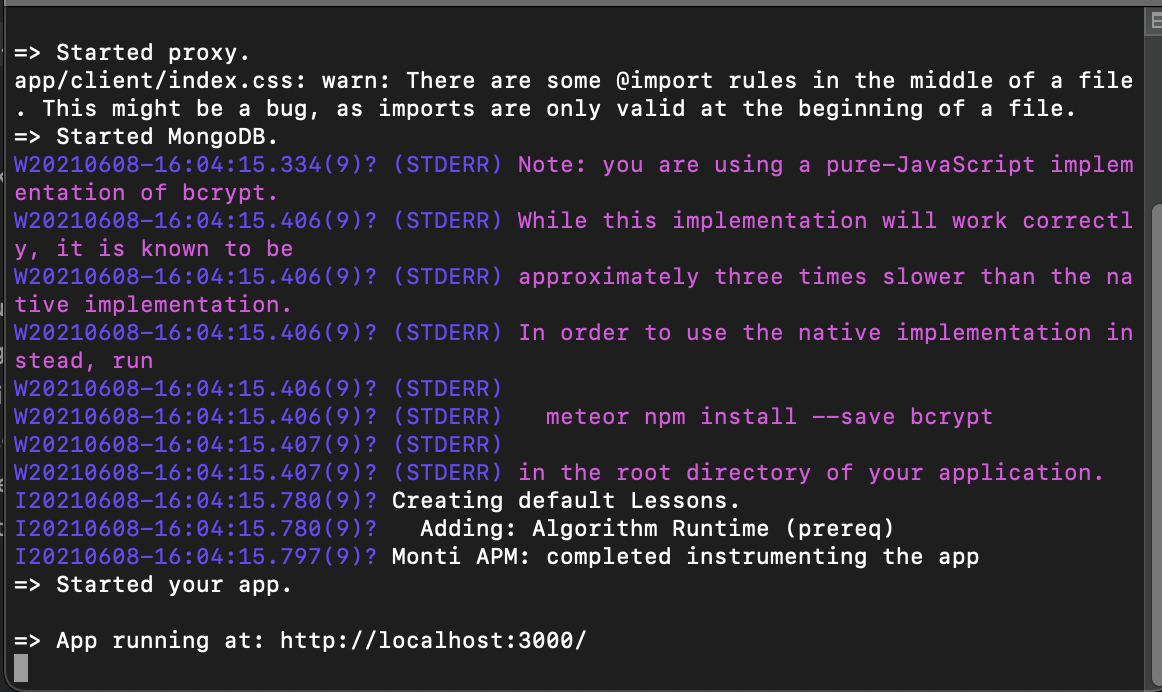 => Started proxy.
app/client/index.css: warn: There are some @import rules in the middle of a file
. This might be a bug, as imports are only valid at the beginning of a file.
=> Started MongoDB.
W20210608-16:04:15.334(9)? (STDERR) Note: you are using a pure-JavaScript implem
entation of bcrypt.
W20210608-16:04:15.406(9)? (STDERR) While this implementation will work correctl
y, it is known to be
W20210608-16:04:15.406(9)? (STDERR) approximately three times slower than the na
tive implementation.
W20210608-16:04:15.406(9)? (STDERR) In order to use the native implementation in
stead, run
W20210608-16:04:15.406(9)? (STDERR)
W20210608-16:04:15.406(9)? (STDERR)   meteor npm install --save bcrypt
W20210608-16:04:15.407(9)? (STDERR)
W20210608-16:04:15.407(9)? (STDERR) in the root directory of your application.
I20210608-16:04:15.780(9)? Creating default Lessons.
I20210608-16:04:15.780(9)?   Adding: Algorithm Runtime (prereq)
I20210608-16:04:15.797(9)? Monti APM: completed instrumenting the app
=> Started your app.
=> App running at: http://localhost:3000/